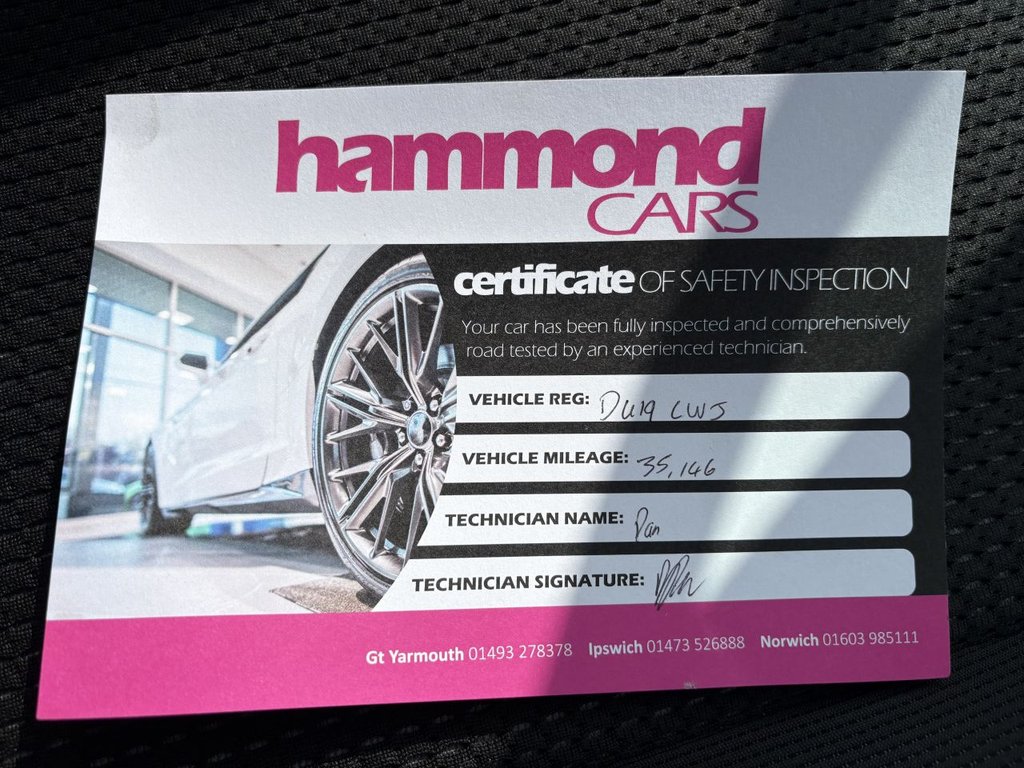 hammond
CARS
certificate OF SAFETY INSPECTION
Your car has been fully inspected and comprehensively
road tested by an experienced technician.
VEHICLE REG: DU19 CWJ
VEHICLE MILEAGE: 35,146
TECHNICIAN NAME: Dan
TECHNICIAN SIGNATURE:
Gt Yarmouth 01493 278378 Ipswich 01473 526888 Norwich 01603 985111